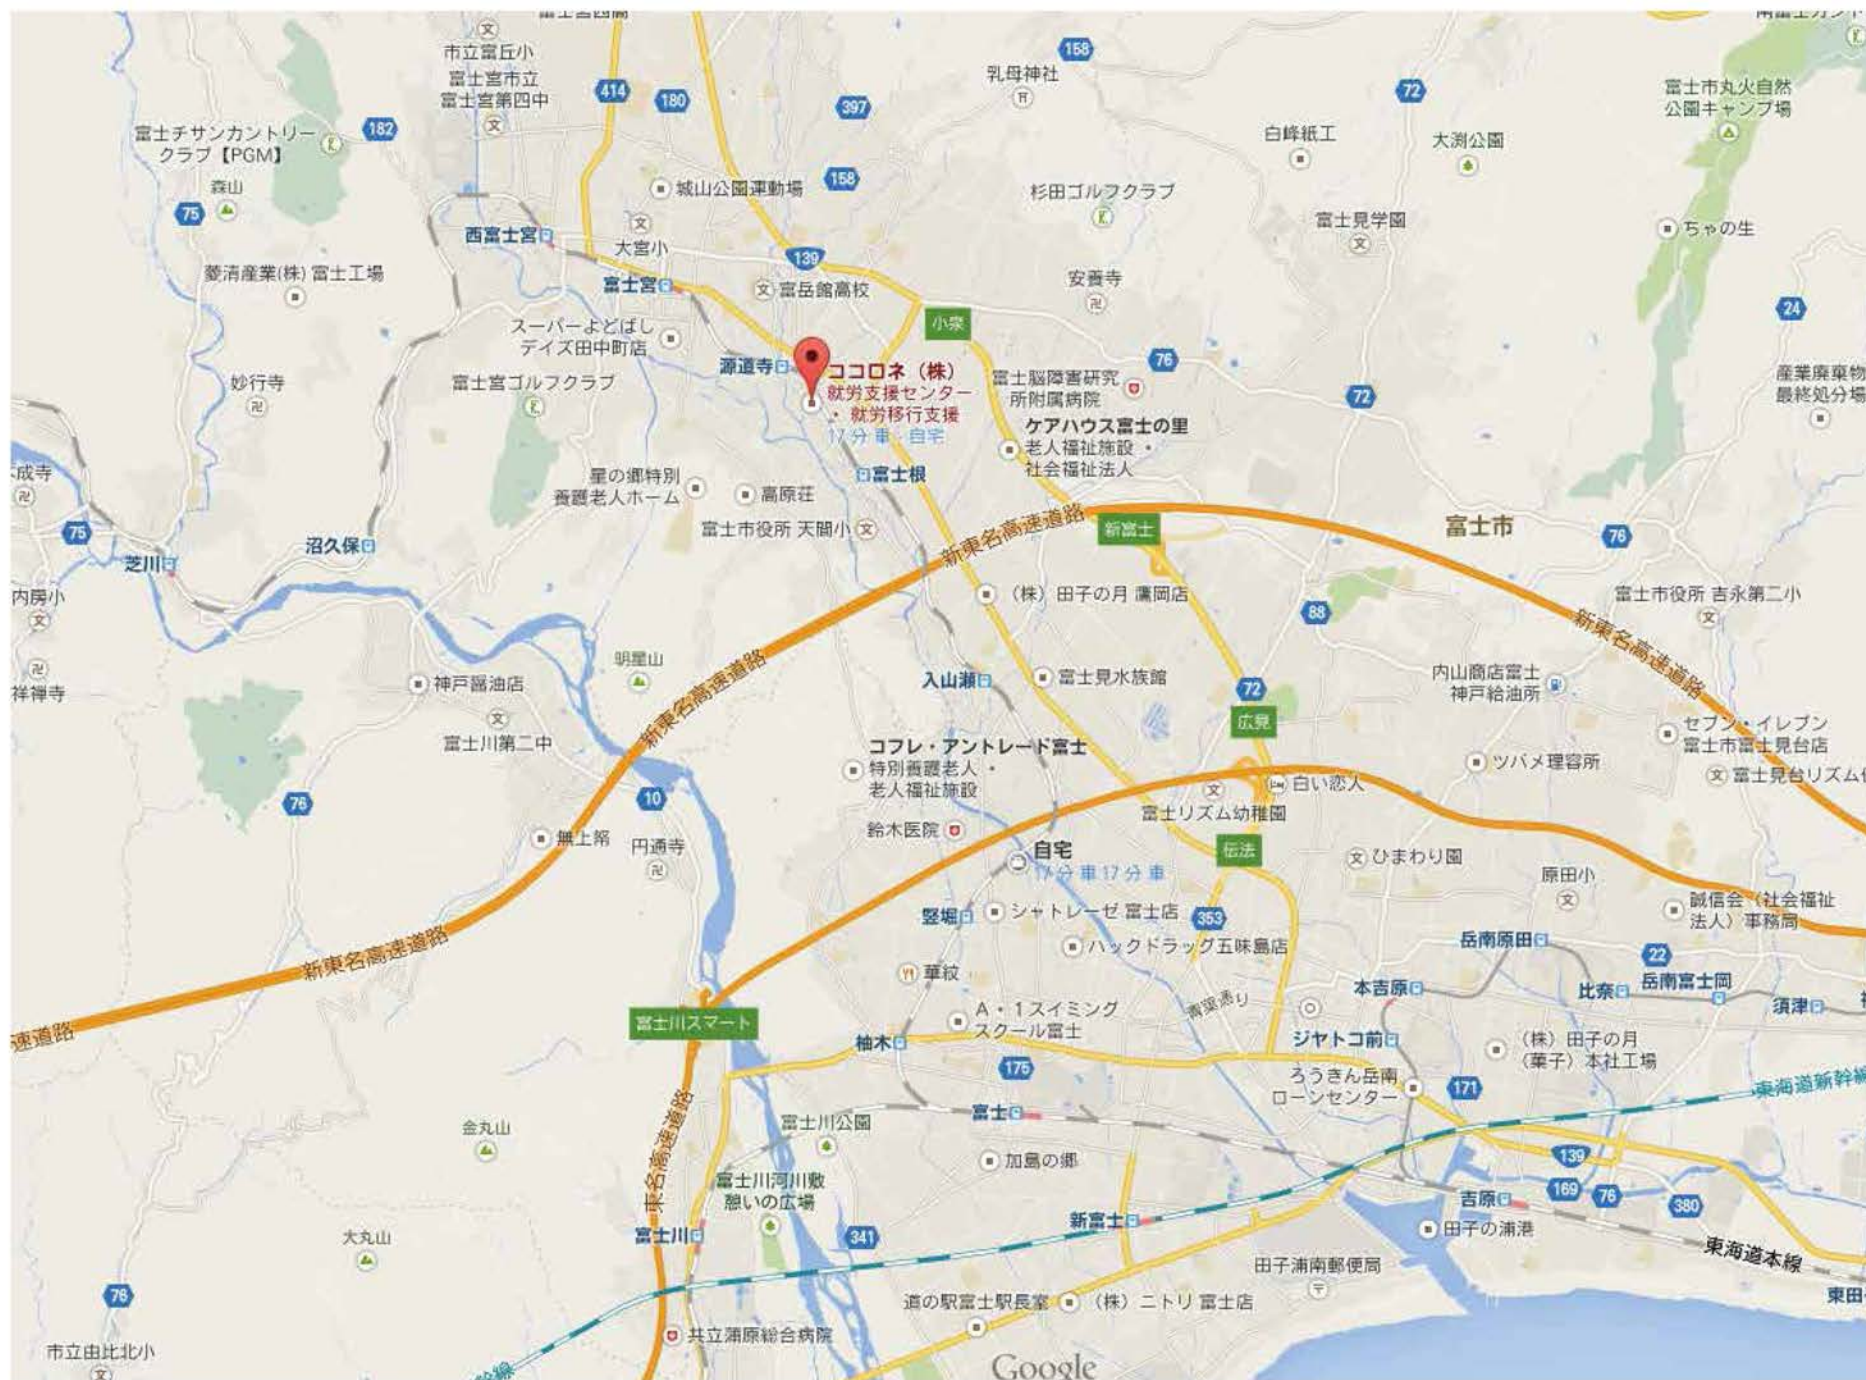 市立富丘小
富士宮市立
富士宮第四中
414
180
397
158
乳母神社
72
富士市丸火自然
公園キャンプ場
富士チサンカントリー
クラブ【PGM】
182
白峰紙工
大渕公園
森山
75
城山公園運動場
158
杉田ゴルフクラブ
富士見学園
ちゃの生
西富士宮
大宮小
139
菱清産業(株) 富士工場
富士宮
富岳館高校
安養寺
24
小泉
スーパーよどばし
デイズ田中町店
源道寺
ココロネ（株）
就労支援センター
・ 就労移行支援
17分 車・自宅
76
妙行寺
富士宮ゴルフクラブ
富士脳障害研究
所附属病院
72
産業廃棄物
最終処分場
ケアハウス富士の里
老人福祉施設・
社会福祉法人
星の郷特別
養護老人ホーム
高原荘
富士根
75
芝川
沼久保
富士市役所 天間小
新東名高速道路
新富士
富士市
76
内房小
（株）田子の月 鷹岡店
88
富士市役所 吉永第二小
新東名高速道路
祥禅寺
神戸醤油店
明星山
新東名高速道路
入山瀬
富士見水族館
72
内山商店富士
神戸給油所
広見
富士川第二中
コフレ・アントレード富士
特別養護老人・
老人福祉施設
セブン‐イレブン
富士市富士見台店
ツバメ理容所
76
10
白い恋人
富士見台リズム
富士リズム幼稚園
鈴木医院
円通寺
自宅
17分 車17分 車
伝法
ひまわり園
原田小
新東名高速道路
竪堀
シャトレーゼ 富士店
353
誠信会（社会福祉
法人）事務局
ハックドラッグ五味島店
岳南原田
22
華紋
本吉原
比奈
岳南富士岡
須津
速道路
富士川スマート
A・1スイミング
スクール富士
青葉通り
柚木
ジヤトコ前
（株）田子の月
（菓子）本社工場
175
ろうきん岳南
ローンセンター
171
東海道新幹線
富士
金丸山
東名高速道路
富士川公園
加島の郷
139
富士川河川敷
憩いの広場
169
76
380
吉原
新富士
富士川
341
田子の浦港
大丸山
東海道本線
田子浦南郵便局
76
道の駅富士駅長室
（株）ニトリ 富士店
東田
共立蒲原総合病院
市立由比北小
幹線
Google